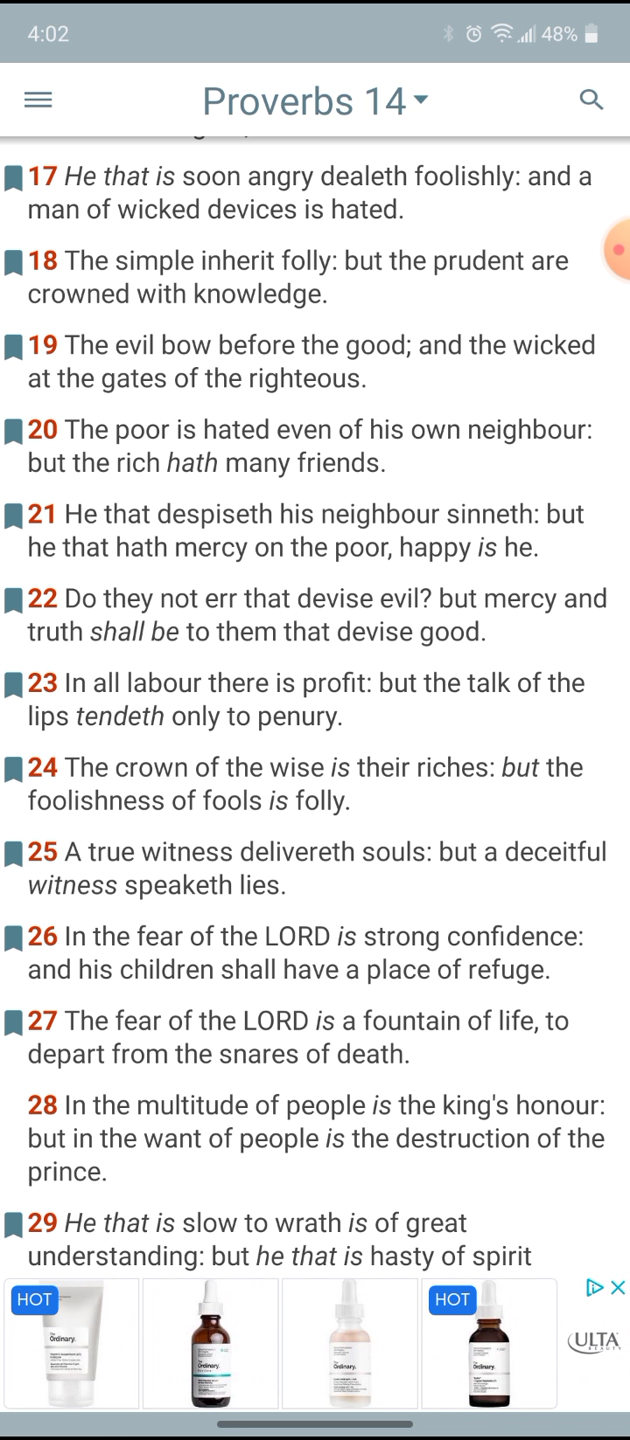 4:02
48%
Proverbs 14
17 He that is soon angry dealeth foolishly: and a
man of wicked devices is hated.
18 The simple inherit folly: but the prudent are
crowned with knowledge.
19 The evil bow before the good; and the wicked
at the gates of the righteous.
20 The poor is hated even of his own neighbour:
but the rich hath many friends.
21 He that despiseth his neighbour sinneth: but
he that hath mercy on the poor, happy is he.
22 Do they not err that devise evil? but mercy and
truth shall be to them that devise good.
23 In all labour there is profit: but the talk of the
lips tendeth only to penury.
24 The crown of the wise is their riches: but the
foolishness of fools is folly.
25 A true witness delivereth souls: but a deceitful
witness speaketh lies.
26 In the fear of the LORD is strong confidence:
and his children shall have a place of refuge.
27 The fear of the LORD is a fountain of life, to
depart from the snares of death.
28 In the multitude of people is the king's honour:
but in the want of people is the destruction of the
prince.
29 He that is slow to wrath is of great
understanding: but he that is hasty of spirit
HOT
HOT
The Ordinary.
The Ordinary.
The Ordinary.
The Ordinary.
ULTA
BEAUTY